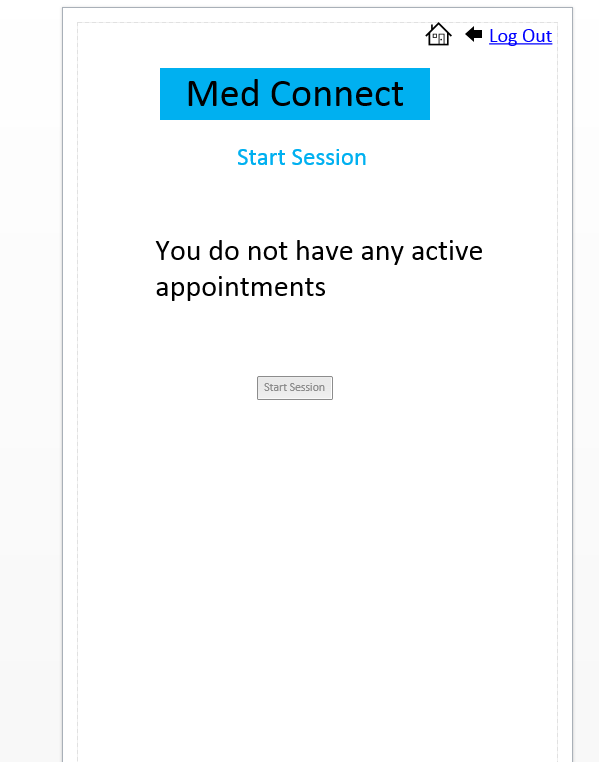 Log Out
Med Connect
Start Session
You do not have any active
appointments
Start Session